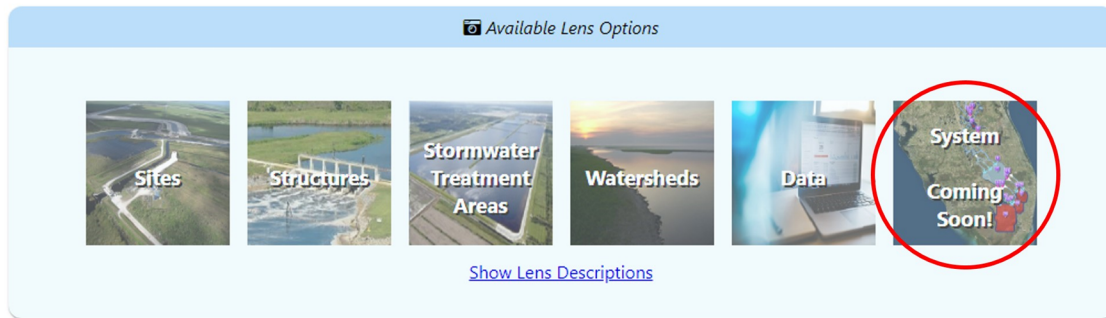 Available Lens Options
Sites
Structures
Stormwater
Treatment
Areas
Watersheds
Data
System
Coming
Soon!
Show Lens Descriptions